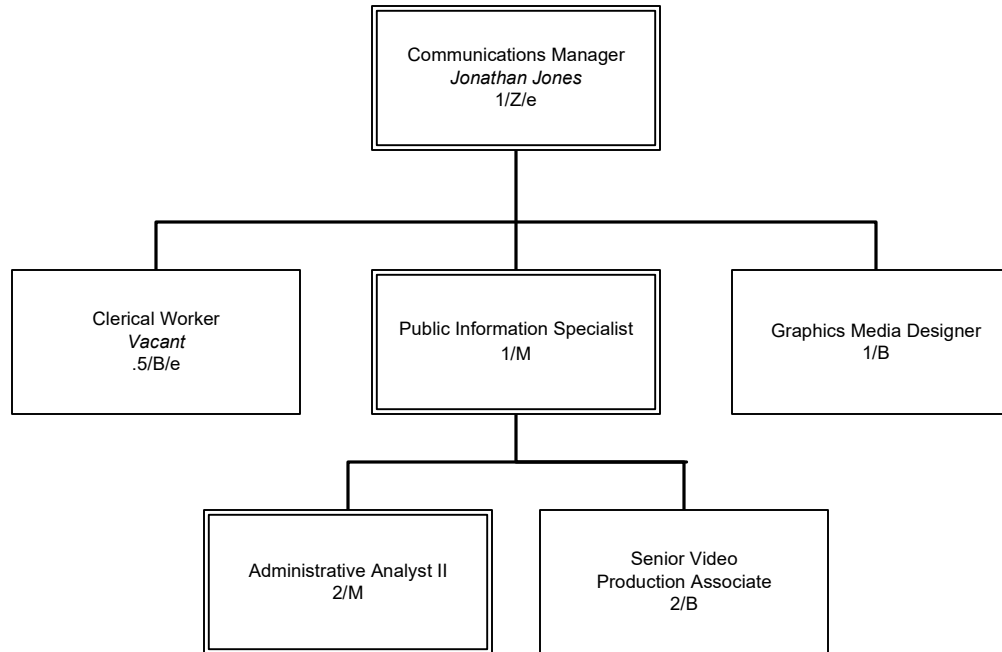 Communications Manager
Jonathan Jones
1/Z/e
Clerical Worker
Vacant
.5/B/e
Public Information Specialist
1/M
Graphics Media Designer
1/B
Administrative Analyst II
2/M
Senior Video
Production Associate
2/B